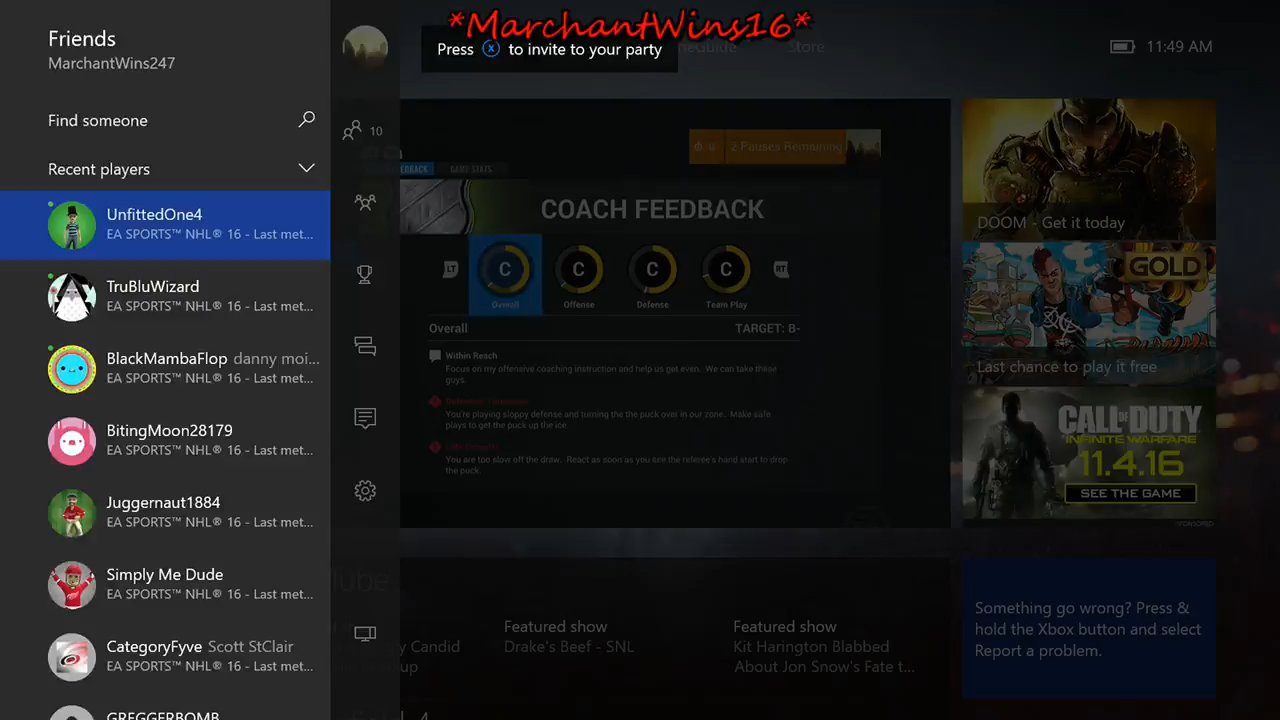 *MarchantWins16*
Friends
MarchantWins247
Find someone
Recent players
UnfittedOne4
EA SPORTS™ NHL® 16 - Last met...
TruBluWizard
EA SPORTS™ NHL® 16 - Last met...
BlackMambaFlop danny moi...
EA SPORTS™ NHL® 16 - Last met...
BitingMoon28179
EA SPORTS™ NHL® 16 - Last met...
Juggernaut1884
EA SPORTS™ NHL® 16 - Last met...
Simply Me Dude
EA SPORTS™ NHL® 16 - Last met...
CategoryFyve Scott StClair
EA SPORTS™ NHL® 16 - Last met...
GREGGERBOMB
10
Press X to invite to your party
Store
11:49 AM
2 Pauses Remaining
GAME STATS
COACH FEEDBACK
LT
C
C
C
C
RT
Overall
Offense
Defense
Team Play
Overall
TARGET: B-
Within Reach
Focus on my offensive coaching instruction and help us get even. We can take these
guys.
You're playing sloppy defense and turning the the puck over in our zone. Make safe
plays to get the puck up the ice.
You are too slow off the draw. React as soon as you see the referee's hand start to drop
the puck.
DOOM - Get it today
GOLD
Last chance to play it free
CALL OF DUTY
INFINITE WARFARE
11.4.16
SEE THE GAME
Candid
Featured show
Drake's Beef - SNL
Featured show
Kit Harington Blabbed
About Jon Snow's Fate t...
Something go wrong? Press &
hold the Xbox button and select
Report a problem.